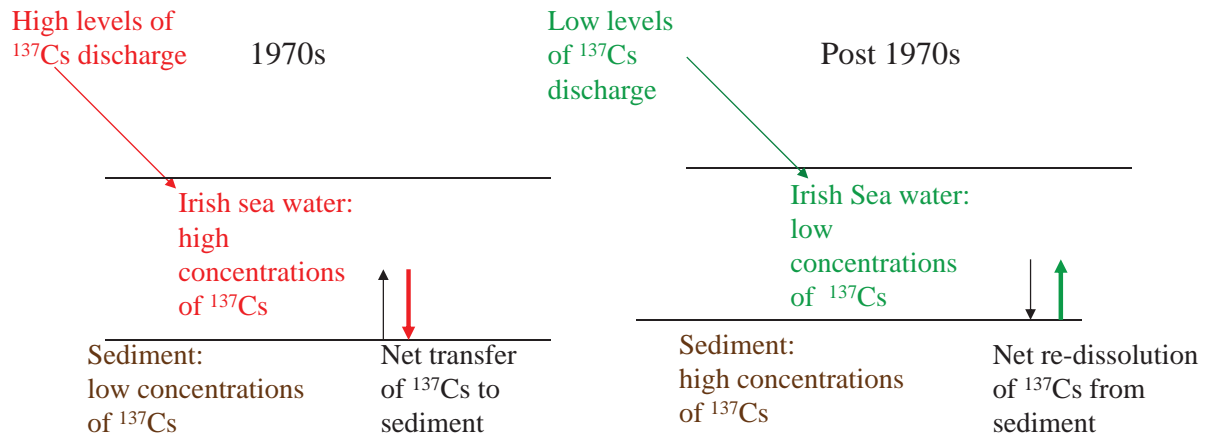 High levels of
¹³⁷Cs discharge
1970s
Irish sea water:
high
concentrations
of ¹³⁷Cs
Sediment:
low concentrations
of ¹³⁷Cs
Net transfer
of ¹³⁷Cs to
sediment
Low levels
of ¹³⁷Cs
discharge
Post 1970s
Irish Sea water:
low
concentrations
of ¹³⁷Cs
Sediment:
high concentrations
of ¹³⁷Cs
Net re-dissolution
of ¹³⁷Cs from
sediment